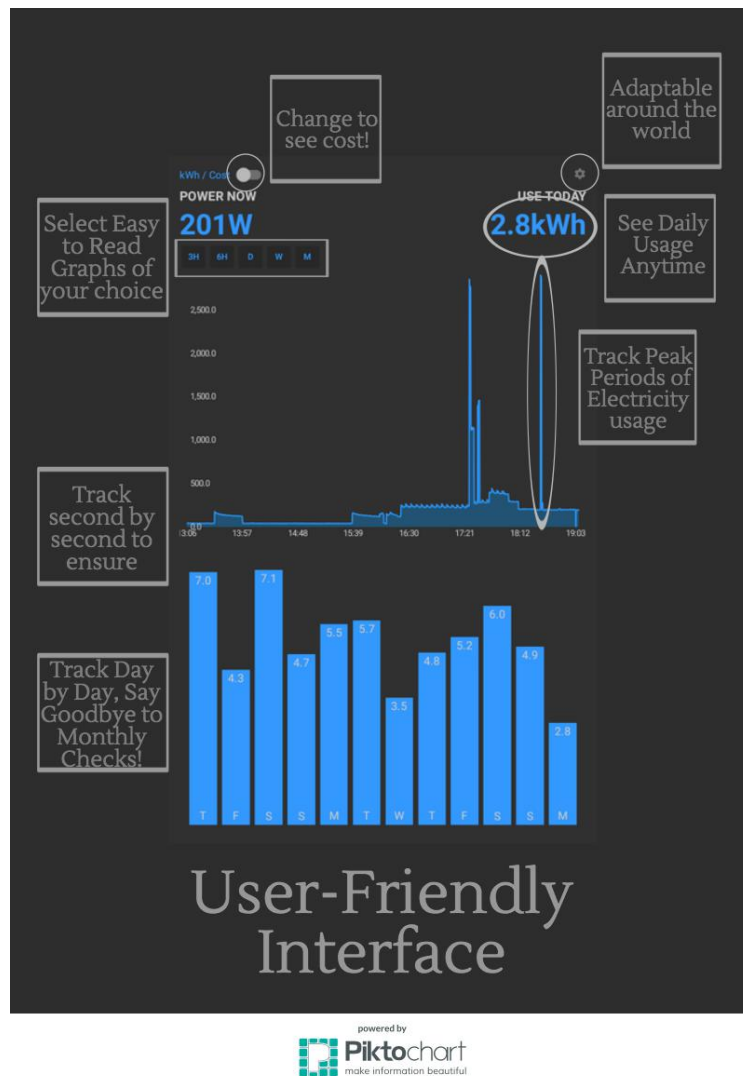 Change to
see cost!
Adaptable
around the
world
kWh / Cost
POWER NOW
201W
3H 6H D W M
USE TODAY
2.8kWh
Select Easy
to Read
Graphs of
your choice
See Daily
Usage
Anytime
2,500.0
2,000.0
1,500.0
1,000.0
500.0
0.0
Track Peak
Periods of
Electricity
usage
Track
second by
second to
ensure
3:06 13:57 14:48 15:39 16:30 17:21 18:12 19:03
7.0 4.3 7.1 4.7 5.5 5.7 3.5 4.8 5.2 6.0 4.9 2.8
Track Day
by Day, Say
Goodbye to
Monthly
Checks!
T F S S M T W T F S S M
User-Friendly
Interface
powered by
Piktochart
make information beautiful